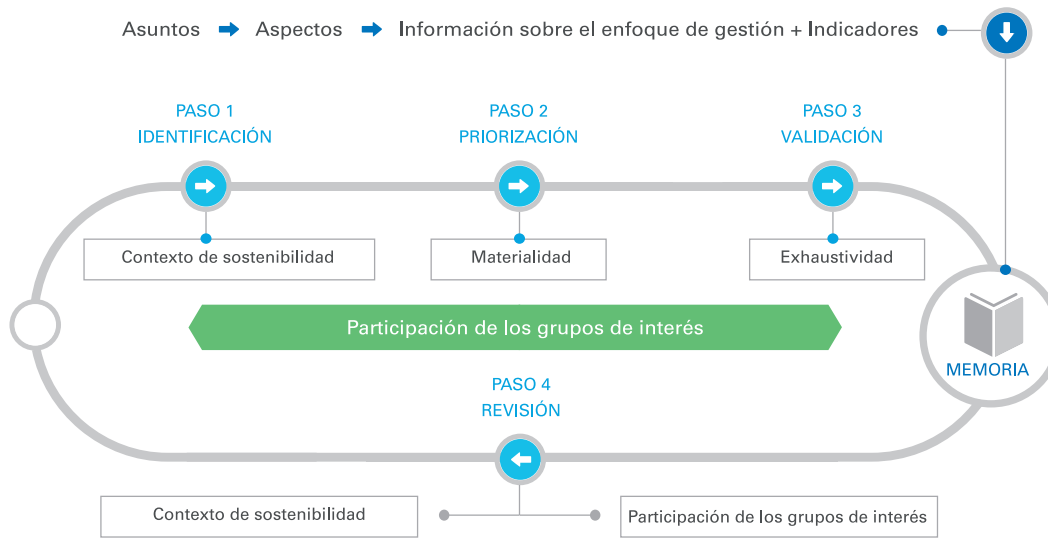 Asuntos Aspectos Información sobre el enfoque de gestión + Indicadores
PASO 1
IDENTIFICACIÓN
PASO 2
PRIORIZACIÓN
PASO 3
VALIDACIÓN
Contexto de sostenibilidad
Materialidad
Exhaustividad
Participación de los grupos de interés
MEMORIA
PASO 4
REVISIÓN
Contexto de sostenibilidad
Participación de los grupos de interés